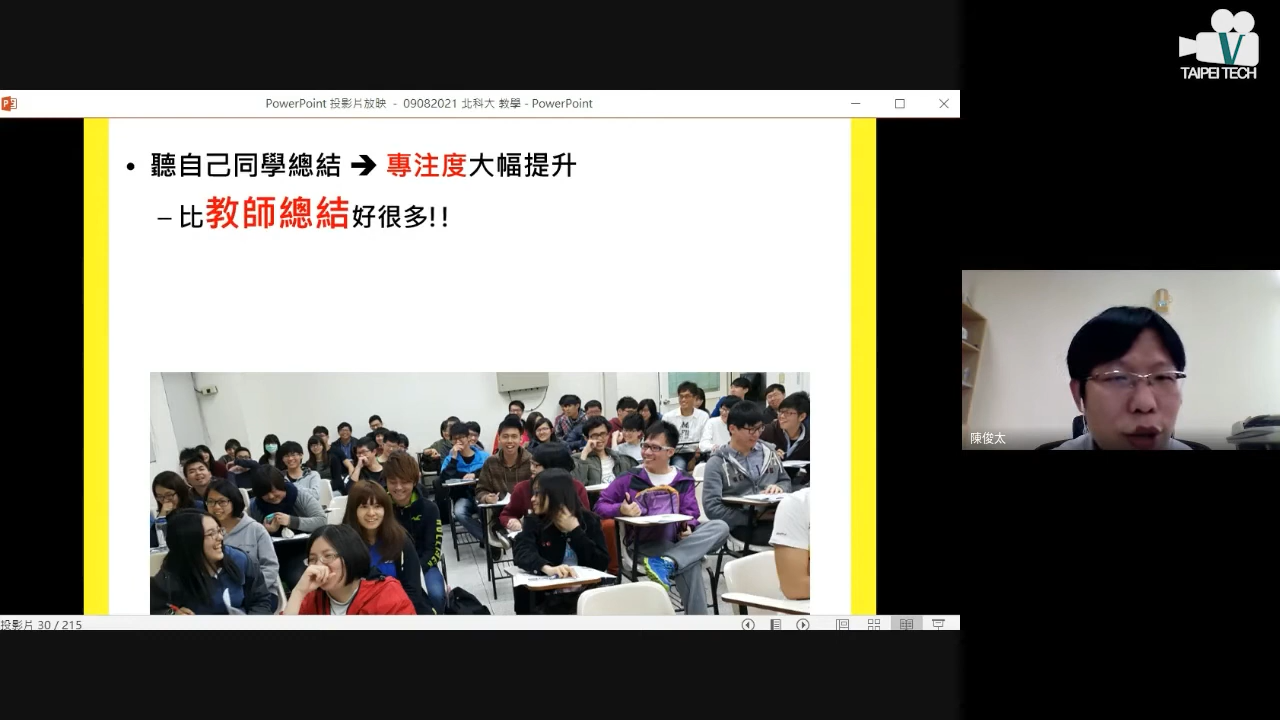 TAIPEI TECH
PowerPoint 投影片放映 - 09082021 北科大 教學 - PowerPoint
• 聽自己同學總結 ➔ 專注度大幅提升
– 比教師總結好很多!!
陳俊太
投影片 30 / 215